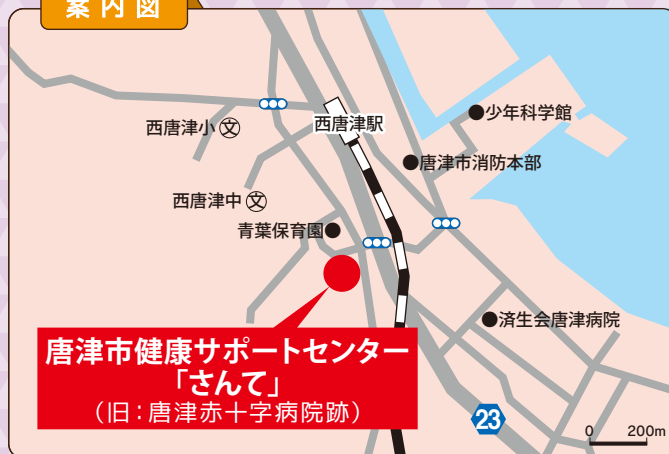 案内図
西唐津小 文
西唐津駅
少年科学館
唐津市消防本部
西唐津中 文
青葉保育園
済生会唐津病院
唐津市健康サポートセンター
「さんて」
（旧：唐津赤十字病院跡）
23
0 200m